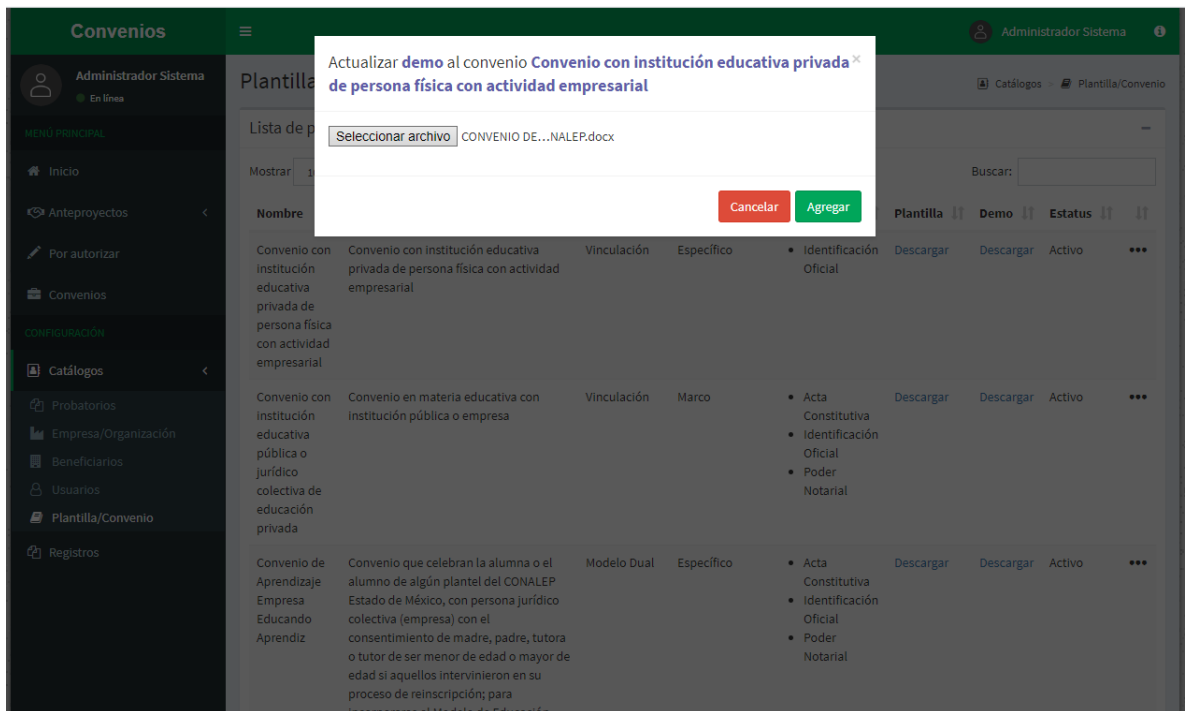 Convenios
Administrador Sistema
Administrador Sistema
En línea
Actualizar demo al convenio Convenio con institución educativa privada ×
de persona física con actividad empresarial
Seleccionar archivo CONVENIO DE...NALEP.docx
Cancelar Agregar
Plantilla
Catálogos > Plantilla/Convenio
MENÚ PRINCIPAL
Inicio
Anteproyectos
Por autorizar
Convenios
CONFIGURACIÓN
Catálogos
Probatorios
Empresa/Organización
Beneficiarios
Usuarios
Plantilla/Convenio
Registros
Lista de p
Mostrar
Buscar:
Nombre Plantilla Demo Estatus
Convenio con
institución
educativa
privada de
persona física
con actividad
empresarial
Convenio con institución educativa
privada de persona física con actividad
empresarial
Vinculación
Específico
• Identificación
Oficial
Descargar
Descargar
Activo
Convenio con
institución
educativa
pública o
jurídico
colectiva de
educación
privada
Convenio en materia educativa con
institución pública o empresa
Vinculación
Marco
• Acta
Constitutiva
• Identificación
Oficial
• Poder
Notarial
Descargar
Descargar
Activo
Convenio de
Aprendizaje
Empresa
Educando
Aprendiz
Convenio que celebran la alumna o el
alumno de algún plantel del CONALEP
Estado de México, con persona jurídico
colectiva (empresa) con el
consentimiento de madre, padre, tutora
o tutor de ser menor de edad o mayor de
edad si aquellos intervinieron en su
proceso de reinscripción; para
incorporarse al Modelo de Educación
Modelo Dual
Específico
• Acta
Constitutiva
• Identificación
Oficial
• Poder
Notarial
Descargar
Descargar
Activo